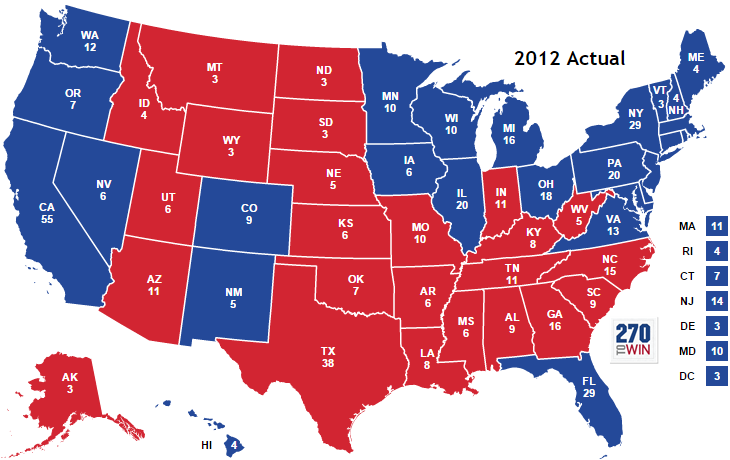 2012 Actual
WA
12
OR
7
CA
55
NV
6
ID
4
MT
3
WY
3
UT
6
CO
9
AZ
11
NM
5
ND
3
SD
3
NE
5
KS
6
OK
7
TX
38
MN
10
IA
6
MO
10
AR
6
LA
8
WI
10
IL
20
MI
16
IN
11
OH
18
KY
8
TN
11
MS
6
AL
9
GA
16
FL
29
SC
9
NC
15
VA
13
WV
5
PA
20
NY
29
VT
3
4
NH
ME
4
AK
3
HI 4
MA 11
RI 4
CT 7
NJ 14
DE 3
MD 10
DC 3
270
TO WIN